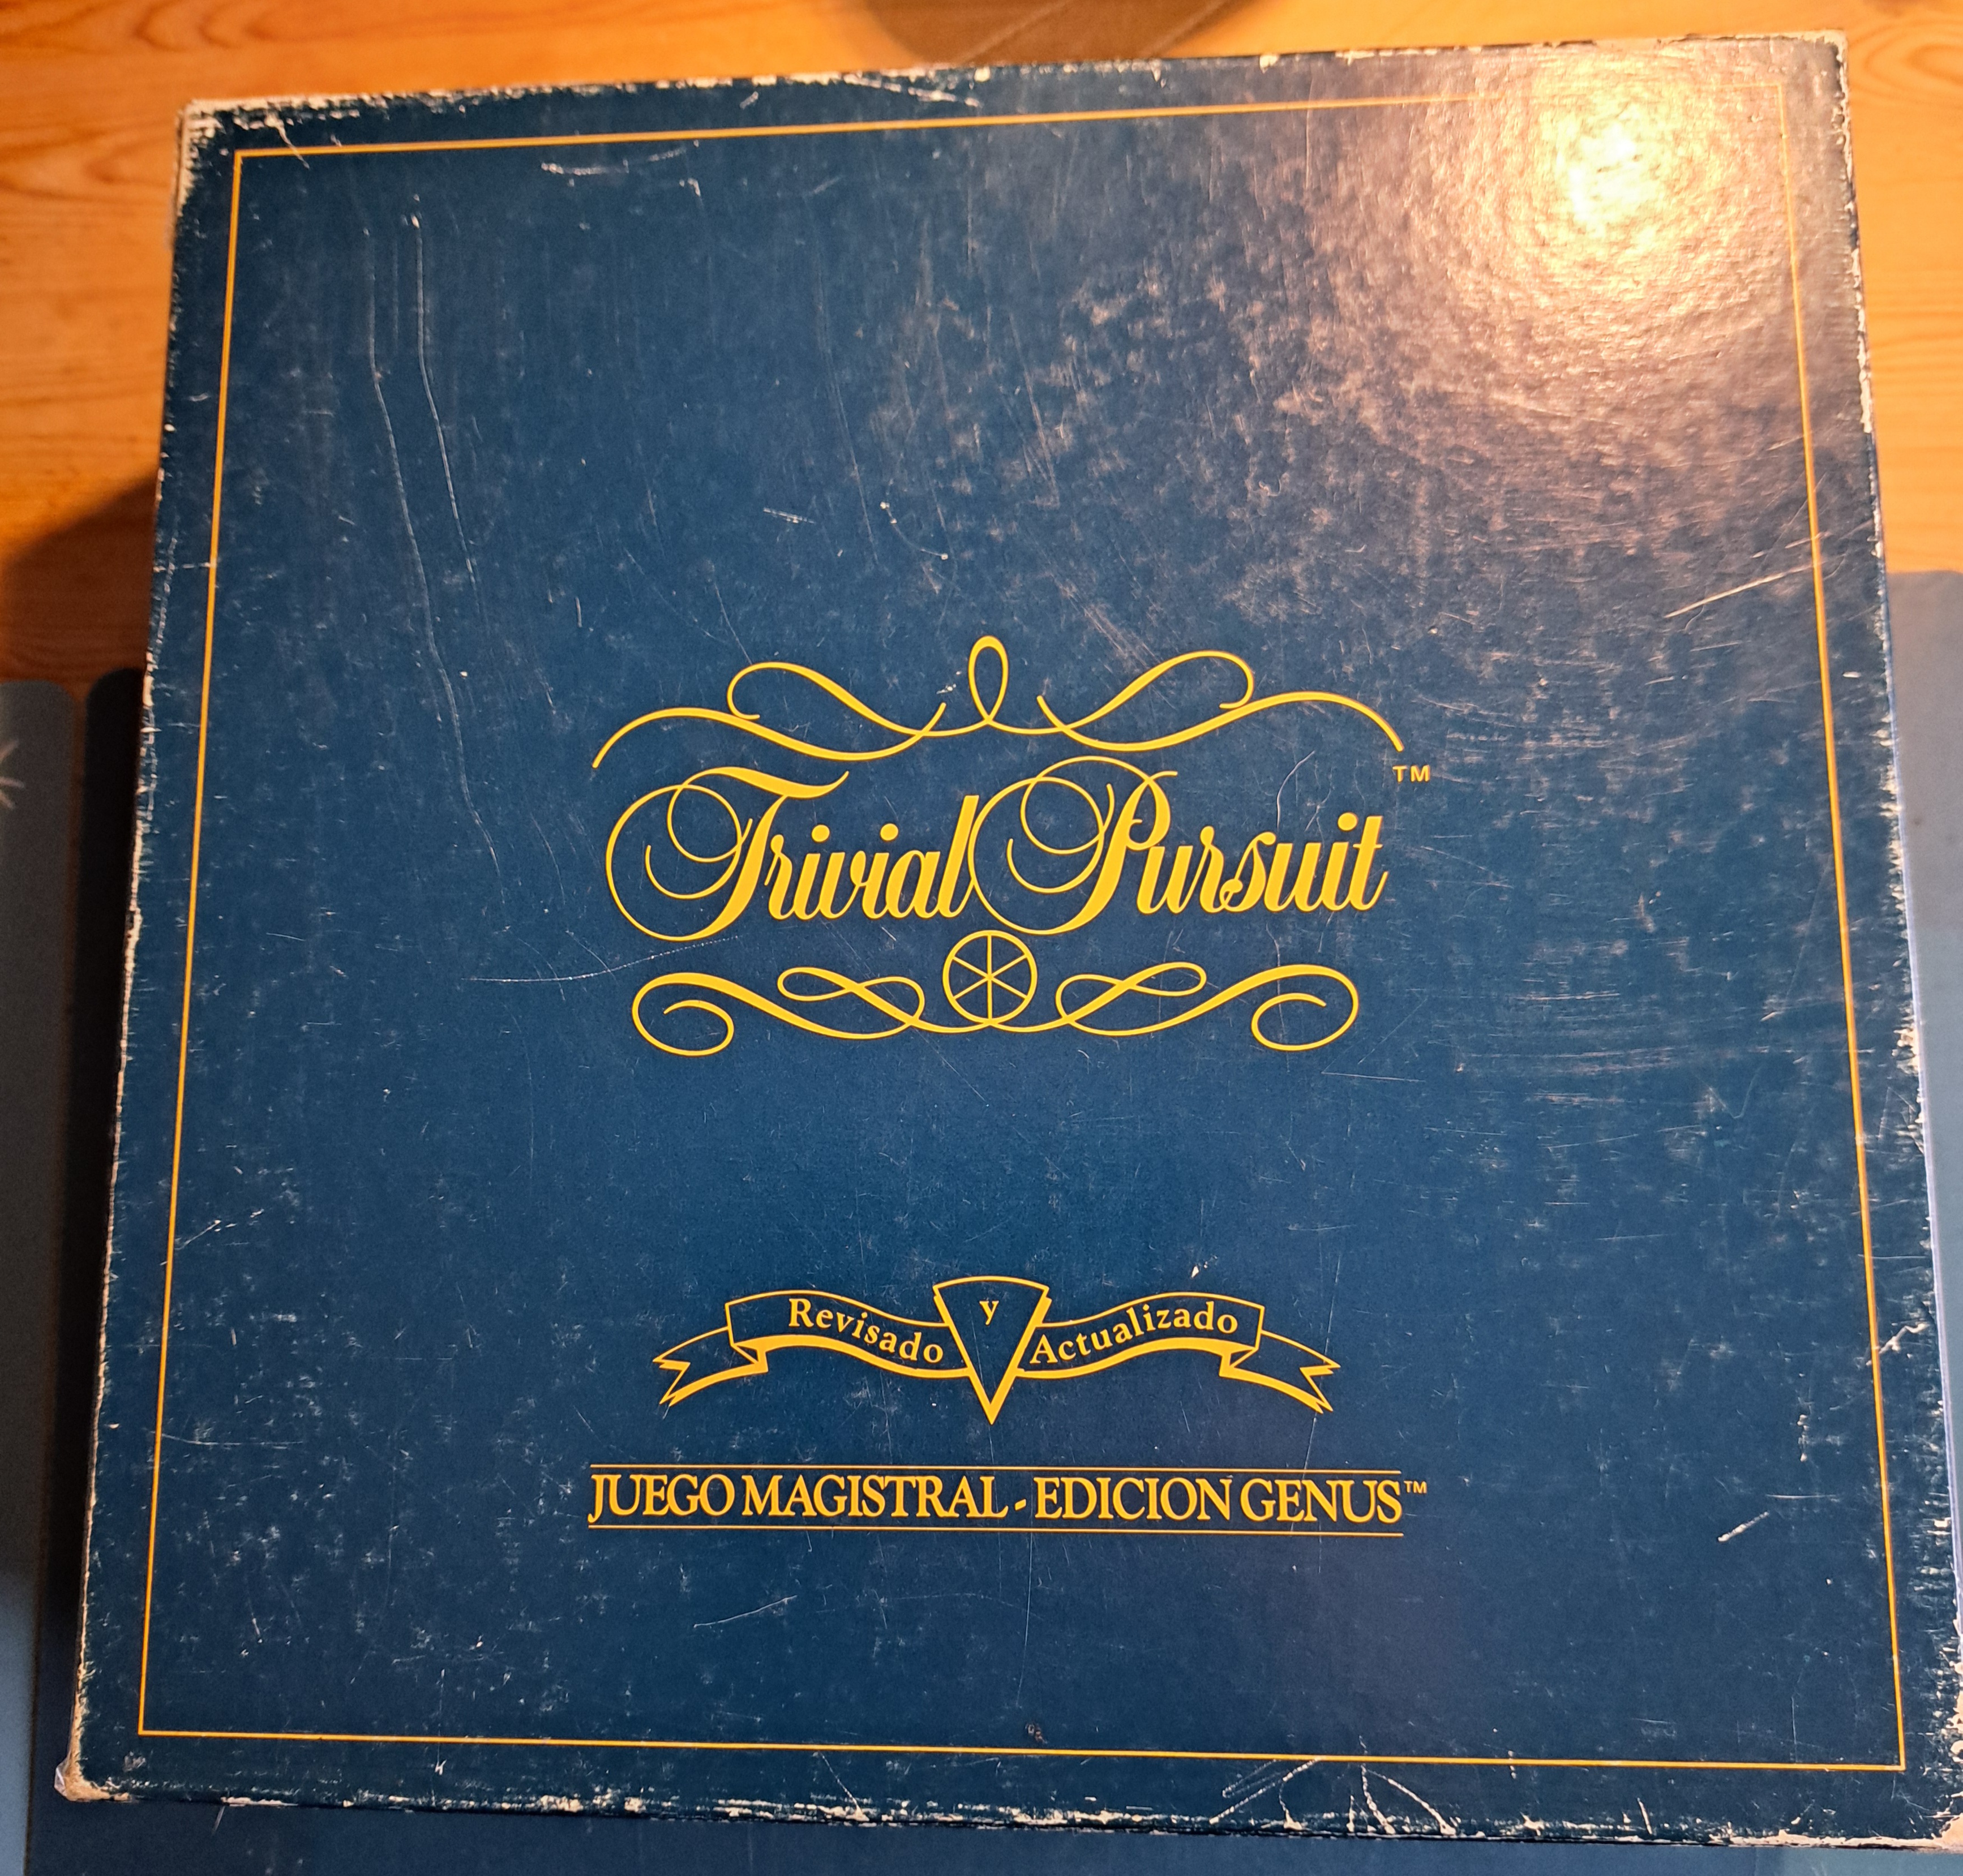 Trivial Pursuit™
Revisado y Actualizado
JUEGO MAGISTRAL - EDICION GENUS™